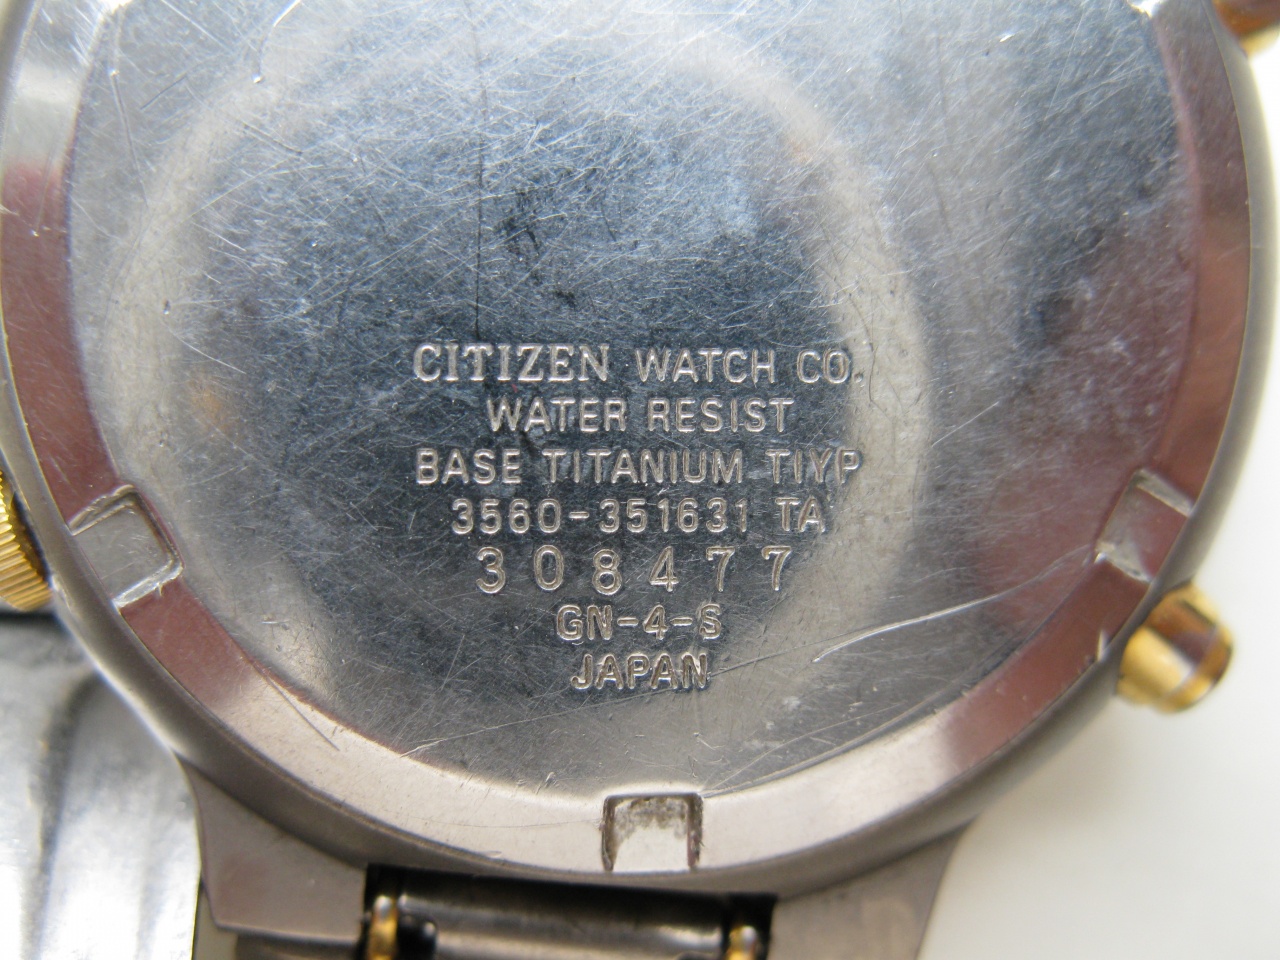 CITIZEN WATCH CO.
WATER RESIST
BASE TITANIUM TIYP
3560-351631 TA
308477
GN-4-S
JAPAN